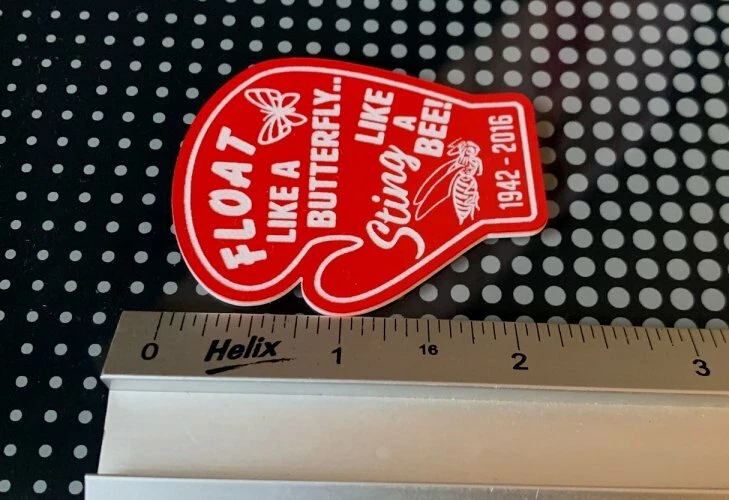 FLOAT
LIKE A
BUTTERFLY..
LIKE
Sting A
BEE!
1942 - 2016
0 Helix 1 16 2 3